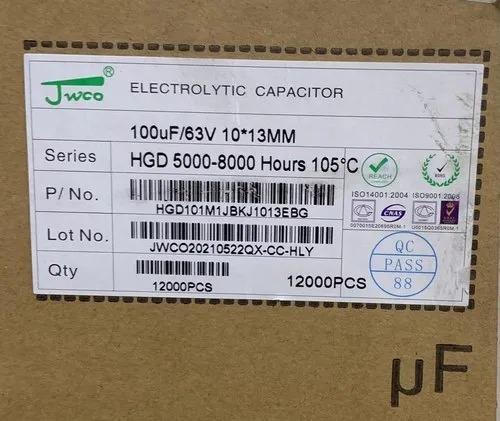 Jwco®
ELECTROLYTIC CAPACITOR
100uF/63V 10*13MM
Series HGD 5000-8000 Hours 105°C
REACH
ISO14001:2004 ISO9001:2008
P/ No.
HGD101M1JBKJ1013EBG
CNAS
Lot No.
JWCO20210522QX-CC-HLY
Qty
12000PCS
12000PCS
QC
PASS
88
µF